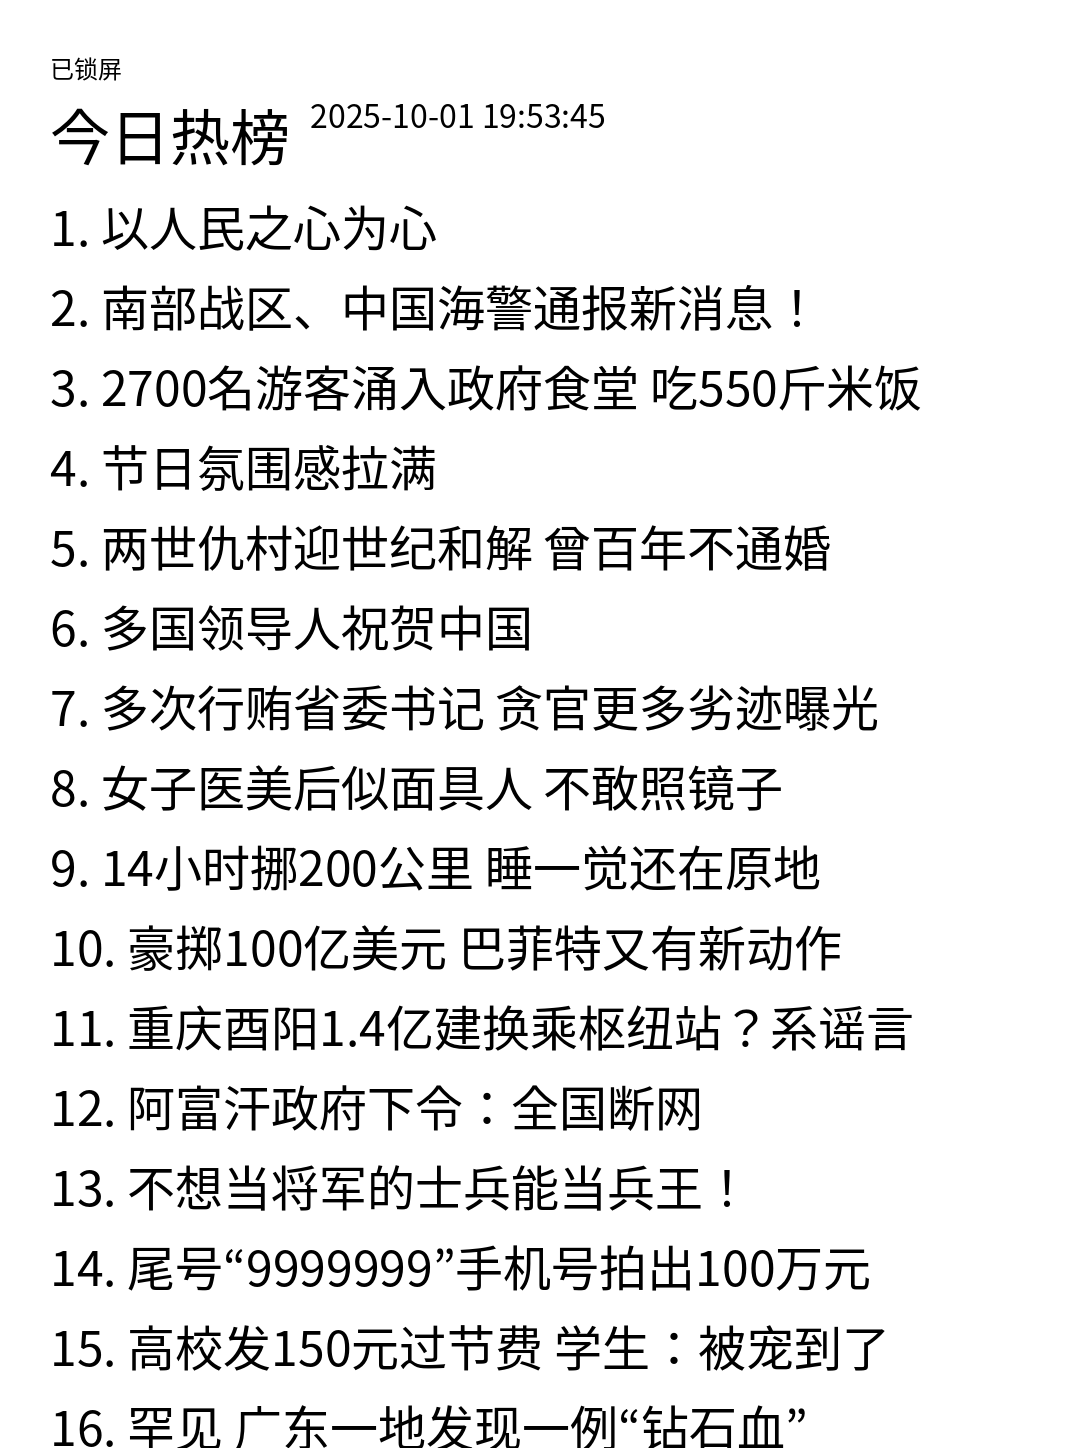 已锁屏
今日热榜 2025-10-01 19:53:45
1. 以人民之心为心
2. 南部战区、中国海警通报新消息！
3. 2700名游客涌入政府食堂 吃550斤米饭
4. 节日氛围感拉满
5. 两世仇村迎世纪和解 曾百年不通婚
6. 多国领导人祝贺中国
7. 多次行贿省委书记 贪官更多劣迹曝光
8. 女子医美后似面具人 不敢照镜子
9. 14小时挪200公里 睡一觉还在原地
10. 豪掷100亿美元 巴菲特又有新动作
11. 重庆酉阳1.4亿建换乘枢纽站？系谣言
12. 阿富汗政府下令：全国断网
13. 不想当将军的士兵能当兵王！
14. 尾号“9999999”手机号拍出100万元
15. 高校发150元过节费 学生：被宠到了
16. 罕见 广东一地发现一例“钻石血”